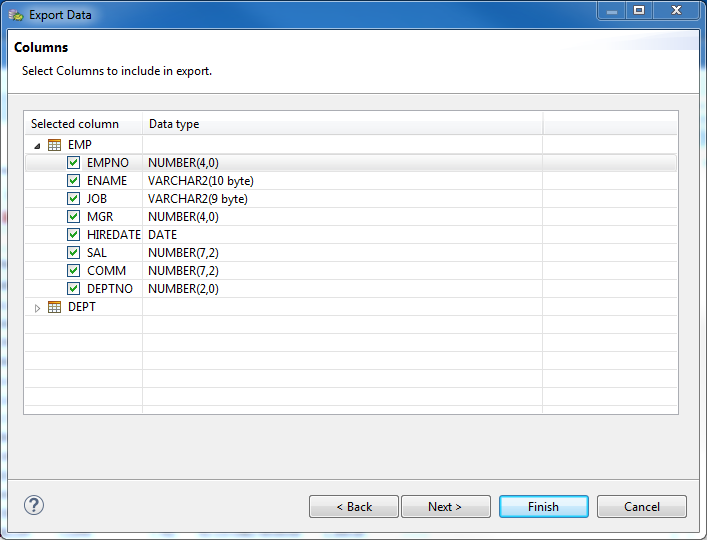 Export Data
Columns
Select Columns to include in export.
Selected column Data type
EMP
EMPNO NUMBER(4,0)
ENAME VARCHAR2(10 byte)
JOB VARCHAR2(9 byte)
MGR NUMBER(4,0)
HIREDATE DATE
SAL NUMBER(7,2)
COMM NUMBER(7,2)
DEPTNO NUMBER(2,0)
DEPT
? < Back Next > Finish Cancel